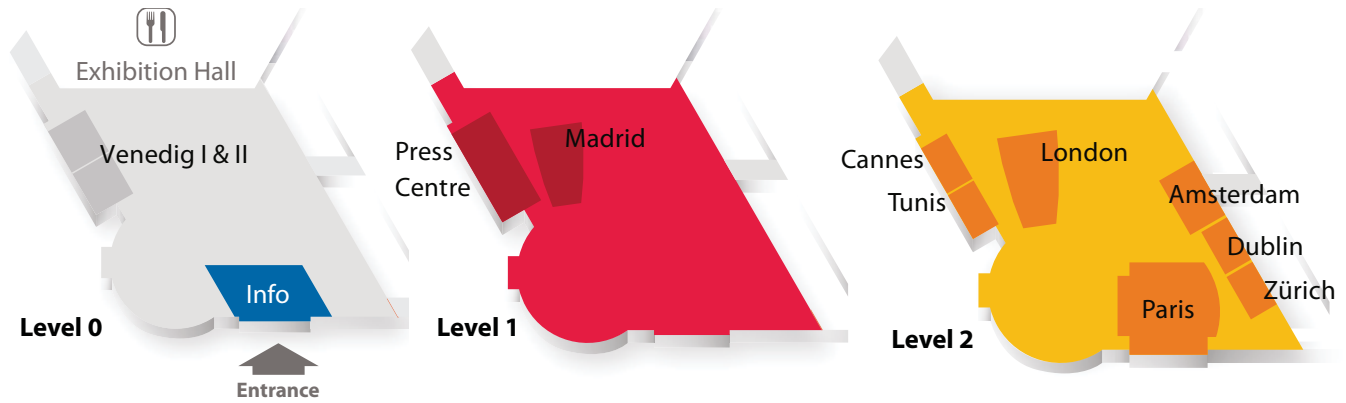 Exhibition Hall
Venedig I & II
Info
Level 0
Entrance
Press
Centre
Madrid
Level 1
Cannes
Tunis
London
Amsterdam
Dublin
Zürich
Paris
Level 2